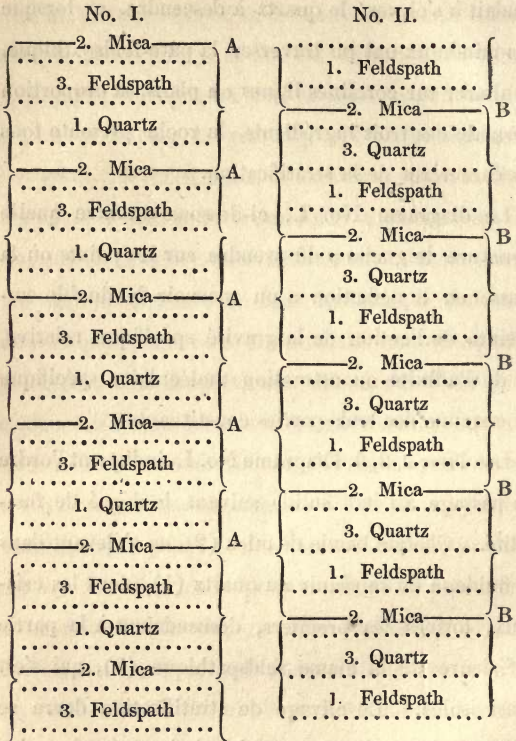 No. I.
2. Mica A
3. Feldspath
1. Quartz
2. Mica A
3. Feldspath
1. Quartz
2. Mica A
3. Feldspath
1. Quartz
2. Mica A
3. Feldspath
1. Quartz
2. Mica A
3. Feldspath
1. Quartz
2. Mica
3. Feldspath
No. II.
1. Feldspath
2. Mica B
3. Quartz
1. Feldspath
2. Mica B
3. Quartz
1. Feldspath
2. Mica B
3. Quartz
1. Feldspath
2. Mica B
3. Quartz
1. Feldspath
2. Mica B
3. Quartz
1. Feldspath